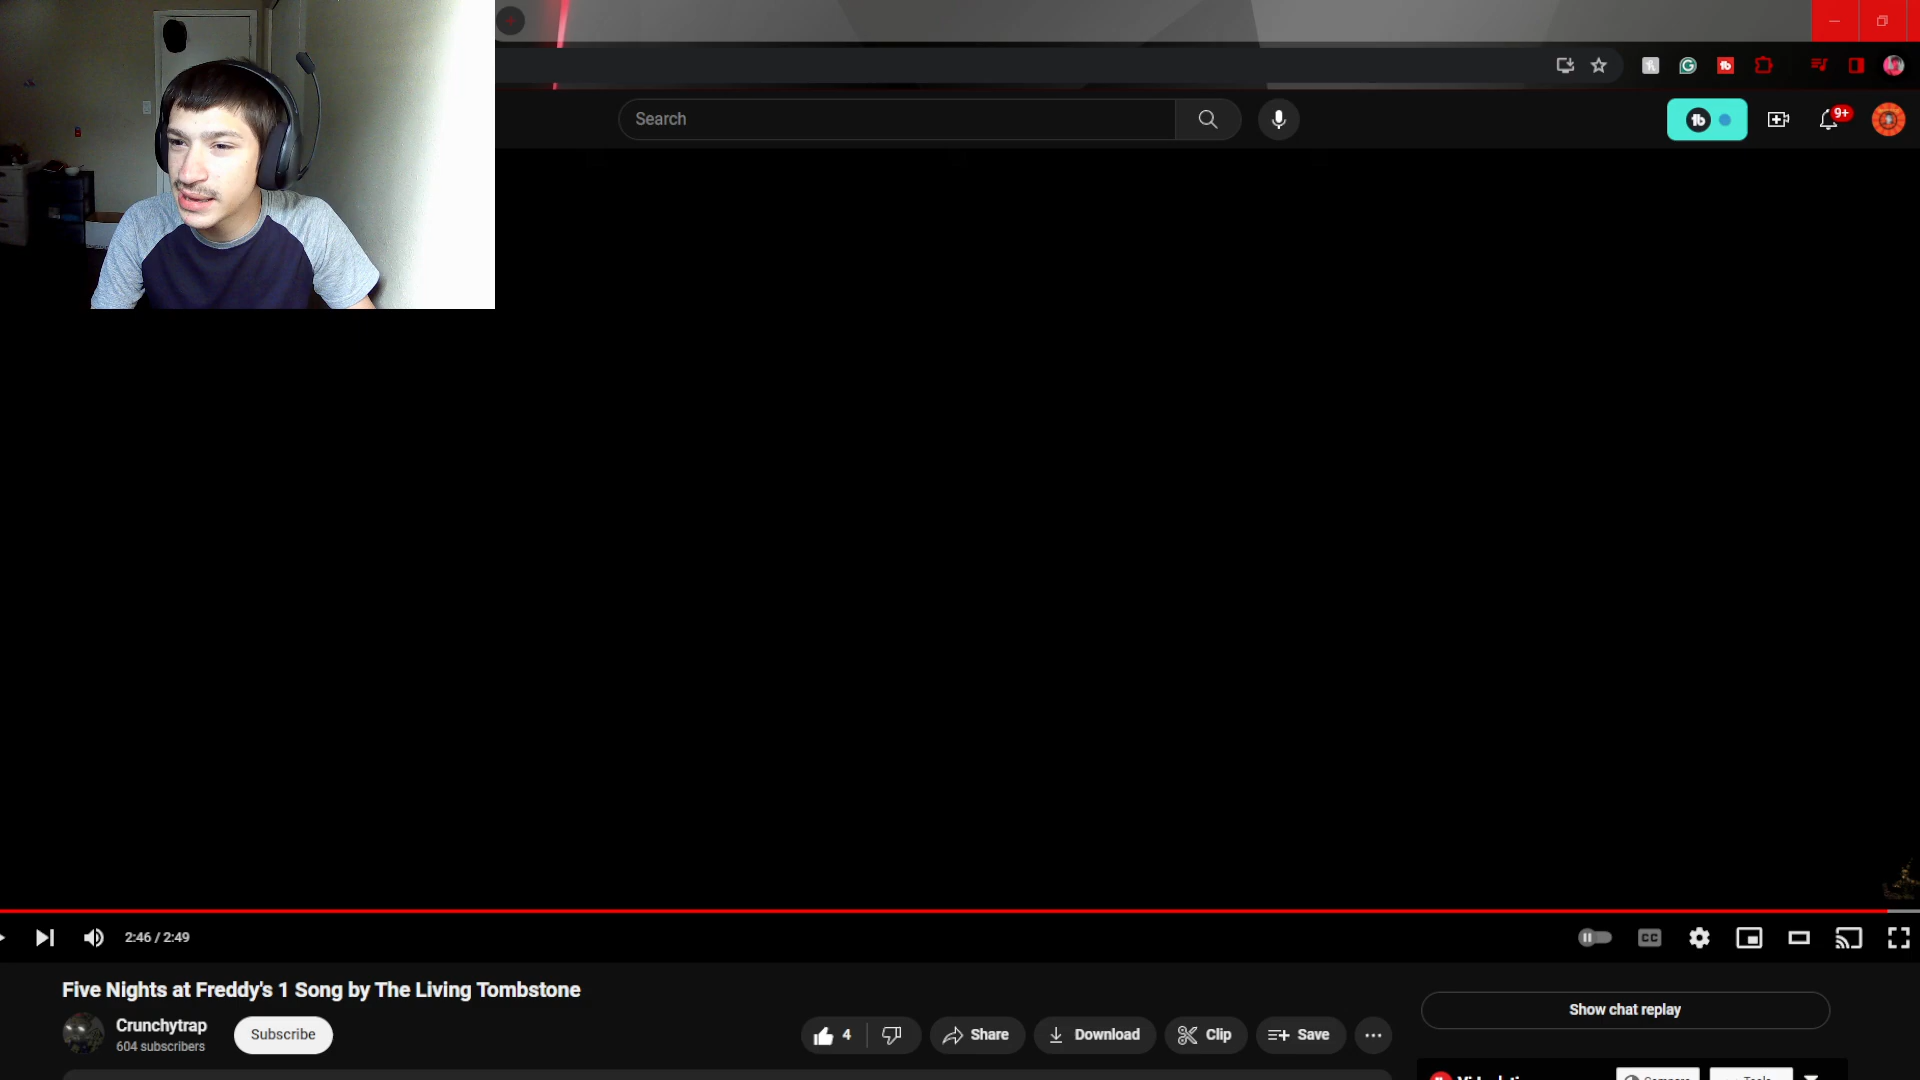 Search
9+
2:46 / 2:49
CC
Five Nights at Freddy's 1 Song by The Living Tombstone
Crunchytrap
604 subscribers
Subscribe
4
Share
Download
Clip
Save
Show chat replay